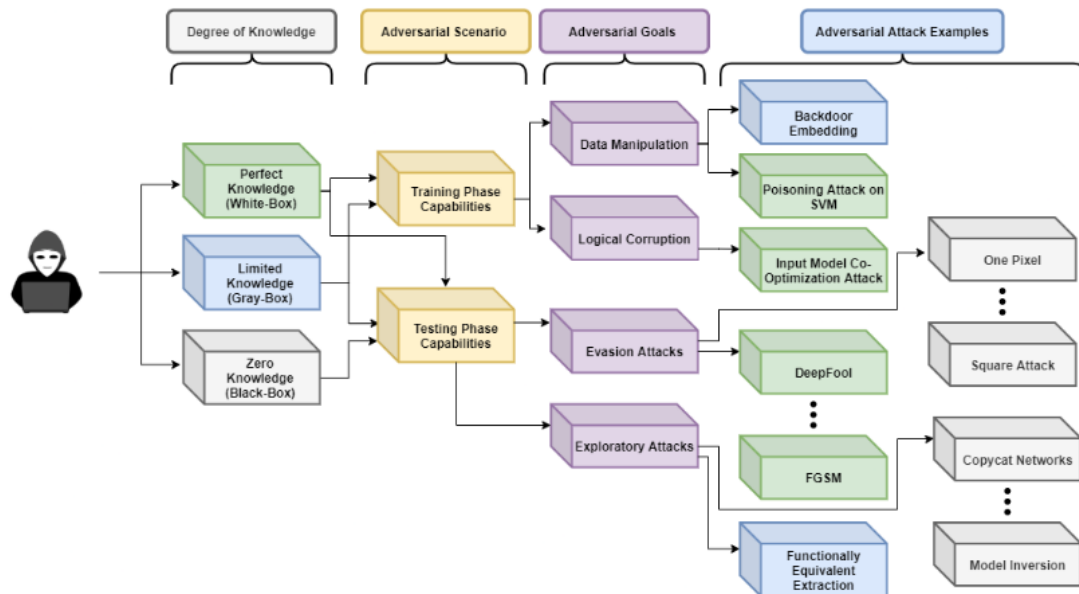 Degree of Knowledge
Adversarial Scenario
Adversarial Goals
Adversarial Attack Examples
Perfect
Knowledge
(White-Box)
Limited
Knowledge
(Gray-Box)
Zero
Knowledge
(Black-Box)
Training Phase
Capabilities
Testing Phase
Capabilities
Data Manipulation
Logical Corruption
Evasion Attacks
Exploratory Attacks
Backdoor
Embedding
Poisoning Attack on
SVM
Input Model Co-
Optimization Attack
DeepFool
FGSM
Functionally
Equivalent
Extraction
One Pixel
Square Attack
Copycat Networks
Model Inversion